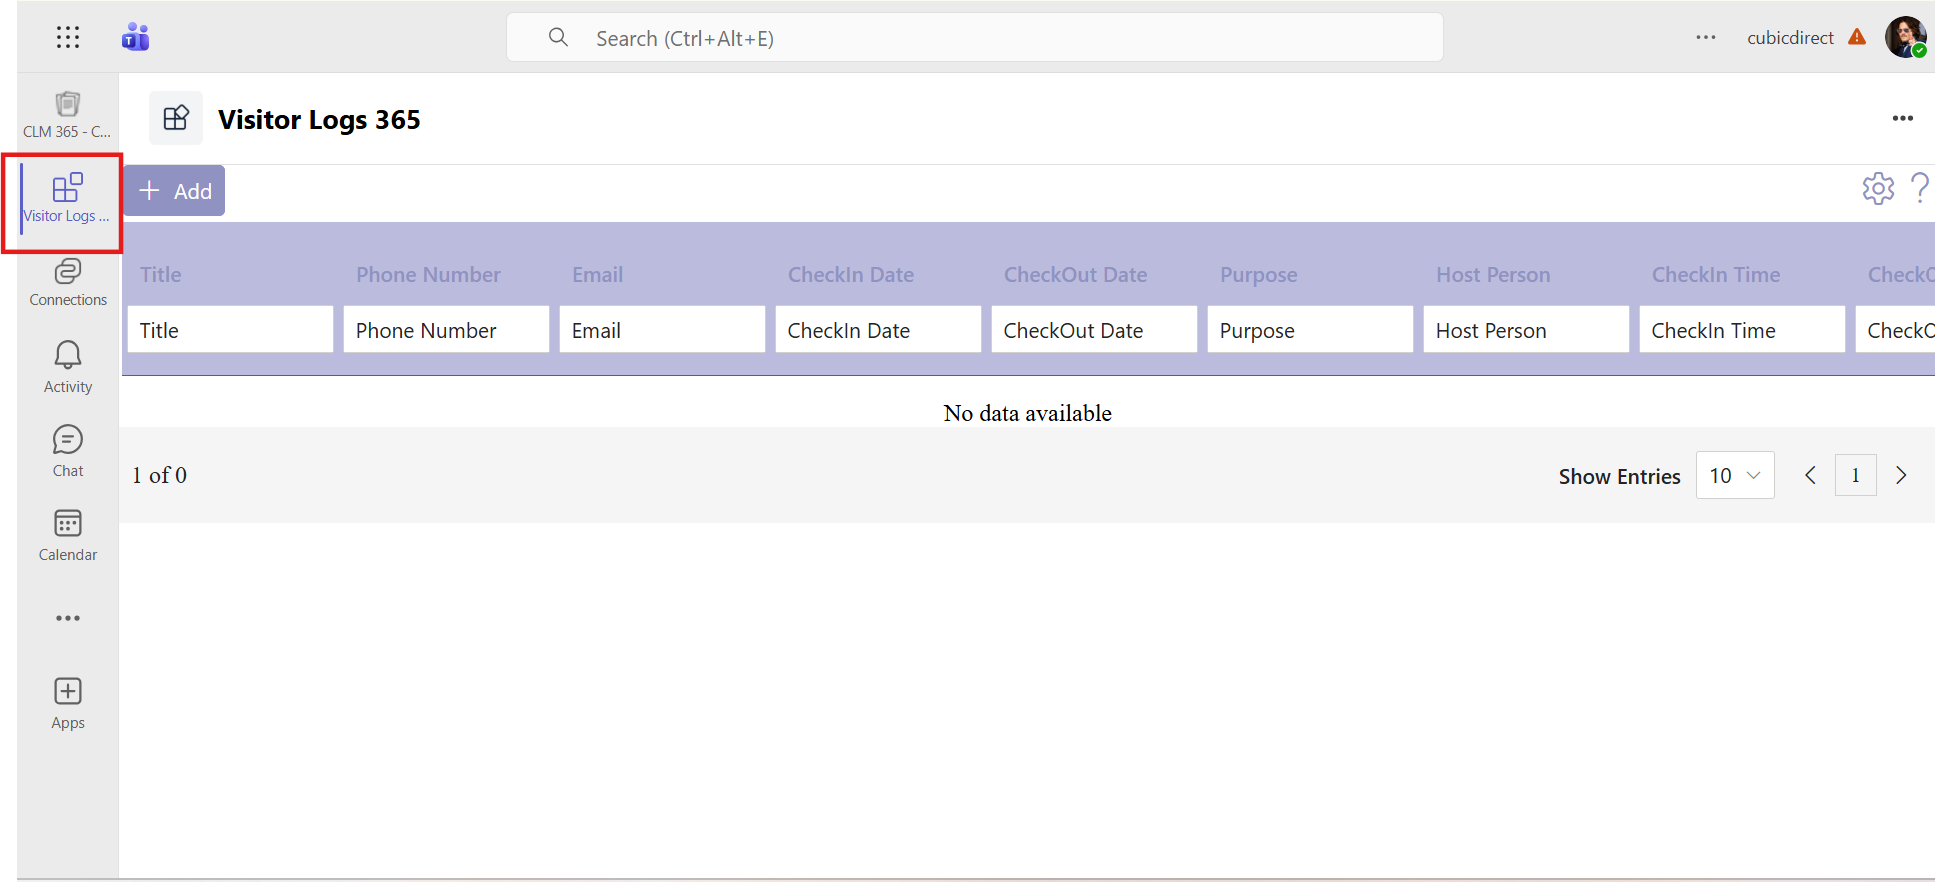 Search (Ctrl+Alt+E)
cubicdirect
CLM 365 - C...
Visitor Logs ...
Connections
Activity
Chat
Calendar
Apps
Visitor Logs 365
Add
Title Phone Number Email CheckIn Date CheckOut Date Purpose Host Person CheckIn Time CheckO
Title Phone Number Email CheckIn Date CheckOut Date Purpose Host Person CheckIn Time CheckO
No data available
1 of 0
Show Entries 10 1